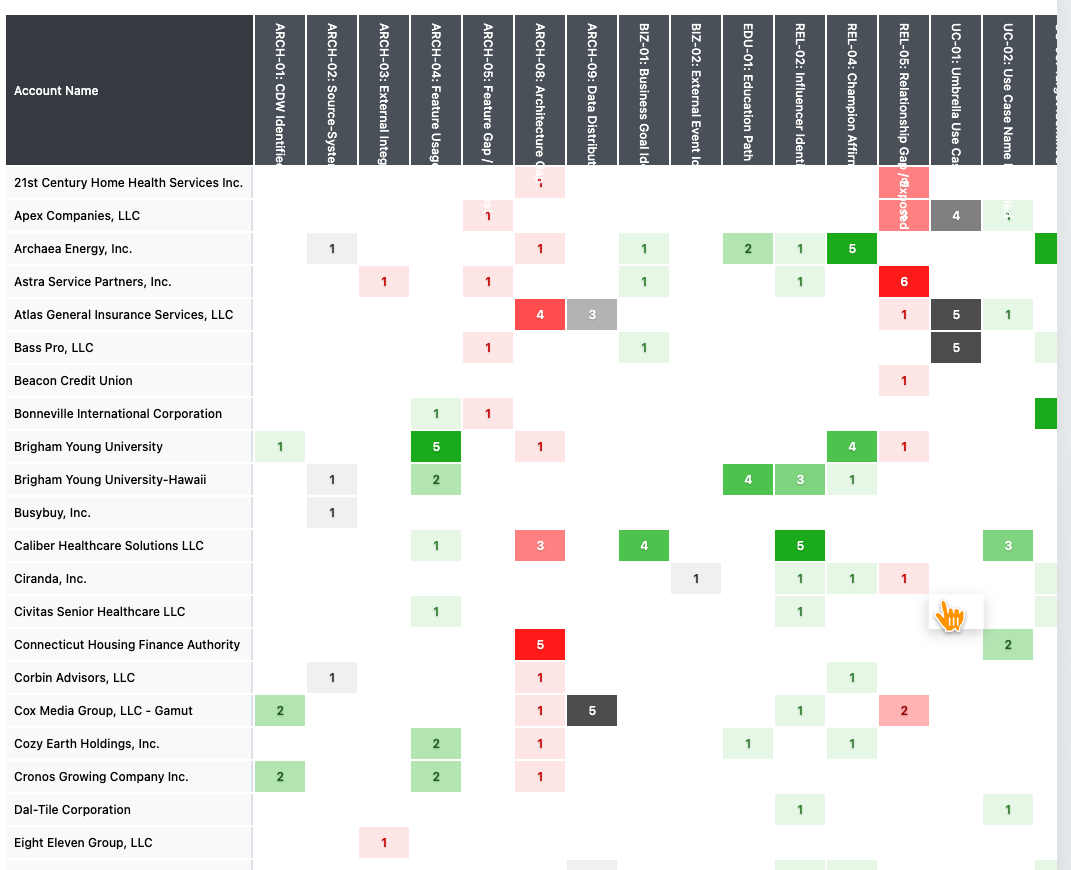 Account Name ARCH-01: CDW Identifie ARCH-02: Source-Syste ARCH-03: External Integ ARCH-04: Feature Usage ARCH-05: Feature Gap / ARCH-08: Architecture G ARCH-09: Data Distribut BIZ-01: Business Goal Id BIZ-02: External Event Ic EDU-01: Education Path REL-02: Influencer Identi REL-04: Champion Affirm REL-05: Relationship Gap / Exposed UC-01: Umbrella Use Cas UC-02: Use Case Name
21st Century Home Health Services Inc. 1
Apex Companies, LLC 1 4
Archaea Energy, Inc. 1 1 1 2 1 5
Astra Service Partners, Inc. 1 1 1 1 6
Atlas General Insurance Services, LLC 4 3 1 5 1
Bass Pro, LLC 1 1 5
Beacon Credit Union 1
Bonneville International Corporation 1 1
Brigham Young University 1 5 1 4 1
Brigham Young University-Hawaii 1 2 4 3 1
Busybuy, Inc. 1
Caliber Healthcare Solutions LLC 1 3 4 5 3
Ciranda, Inc. 1 1 1 1
Civitas Senior Healthcare LLC 1 1
Connecticut Housing Finance Authority 5 2
Corbin Advisors, LLC 1 1 1
Cox Media Group, LLC - Gamut 2 1 5 1 2
Cozy Earth Holdings, Inc. 2 1 1 1
Cronos Growing Company Inc. 2 2 1
Dal-Tile Corporation 1 1
Eight Eleven Group, LLC 1